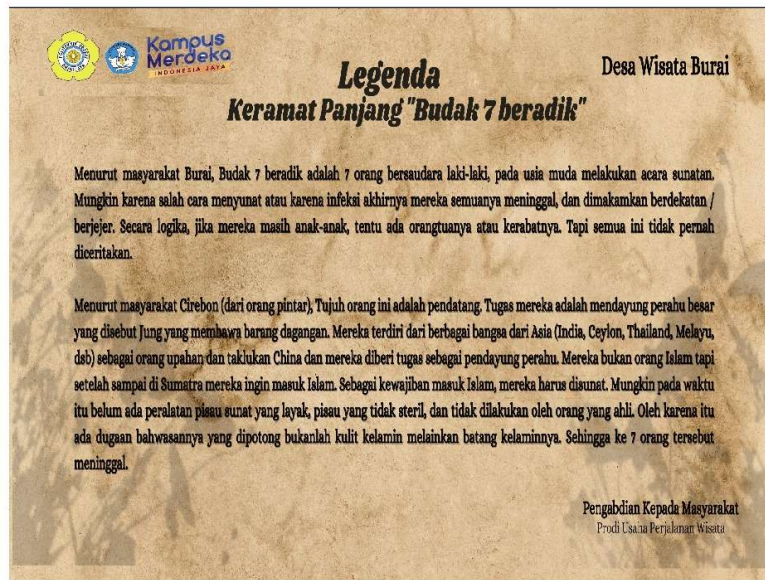 Kampus
Merdeka
INDONESIA JAYA
Desa Wisata Burai
Legenda
Keramat Panjang "Budak 7 beradik"
Menurut masyarakat Burai, Budak 7 beradik adalah 7 orang bersaudara laki-laki, pada usia muda melakukan acara sunatan.
Mungkin karena salah cara menyunat atau karena infeksi akhirnya mereka semuanya meninggal, dan dimakamkan berdekatan /
berjejer. Secara logika, jika mereka masih anak-anak, tentu ada orangtuanya atau kerabatnya. Tapi semua ini tidak pernah
diceritakan.
Menurut masyarakat Cirebon (dari orang pintar), Tujuh orang ini adalah pendatang. Tugas mereka adalah mendayung perahu besar
yang disebut Jung yang membawa barang dagangan. Mereka terdiri dari berbagai bangsa dari Asia (India, Ceylon, Thailand, Melayu,
dsb) sebagai orang upahan dan taklukan China dan mereka diberi tugas sebagai pendayung perahu. Mereka bukan orang Islam tapi
setelah sampai di Sumatra mereka ingin masuk Islam. Sebagai kewajiban masuk Islam, mereka harus disunat. Mungkin pada waktu
itu belum ada peralatan pisau sunat yang layak, pisau yang tidak steril, dan tidak dilakukan oleh orang yang ahli. Oleh karena itu
ada dugaan bahwasannya yang dipotong bukanlah kulit kelamin melainkan batang kelaminnya. Sehingga ke 7 orang tersebut
meninggal.
Pengabdian Kepada Masyarakat
Prodi Usaha Perjalanan Wisata